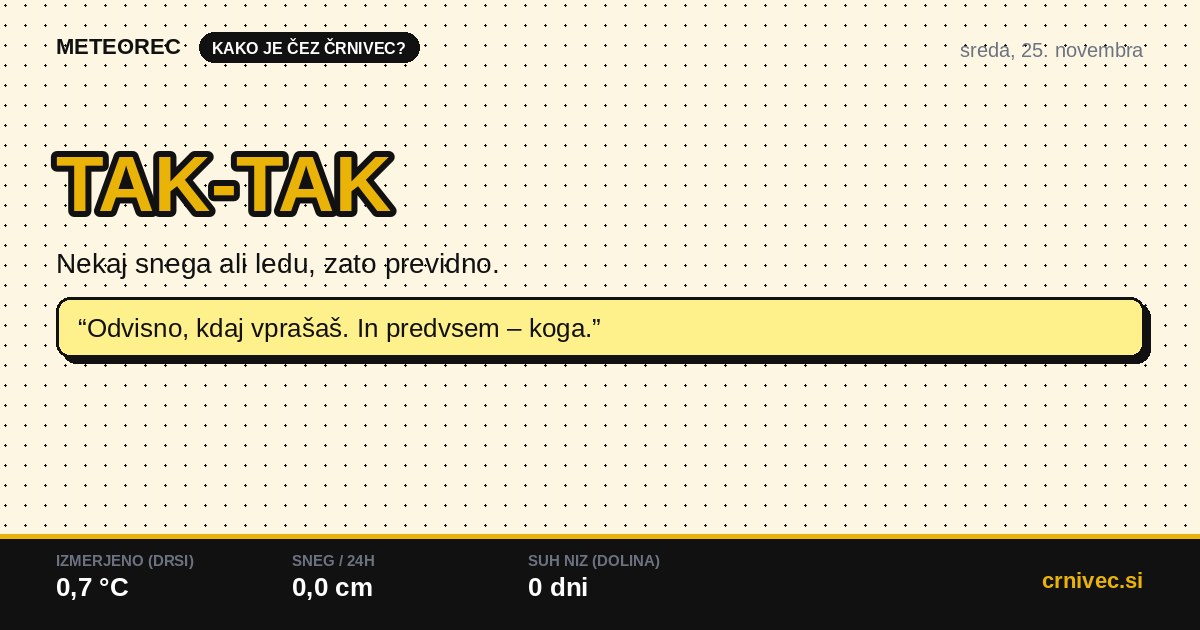 METEOREC
KAKO JE ČEZ ČRNIVEC?
sreda, 25. novembra
TAK-TAK
Nekaj snega ali ledu, zato previdno.
“Odvisno, kdaj vprašaš. In predvsem – koga.”
IZMERJENO (DRSI)
0,7 °C
SNEG / 24H
0,0 cm
SUH NIZ (DOLINA)
0 dni
crnivec.si